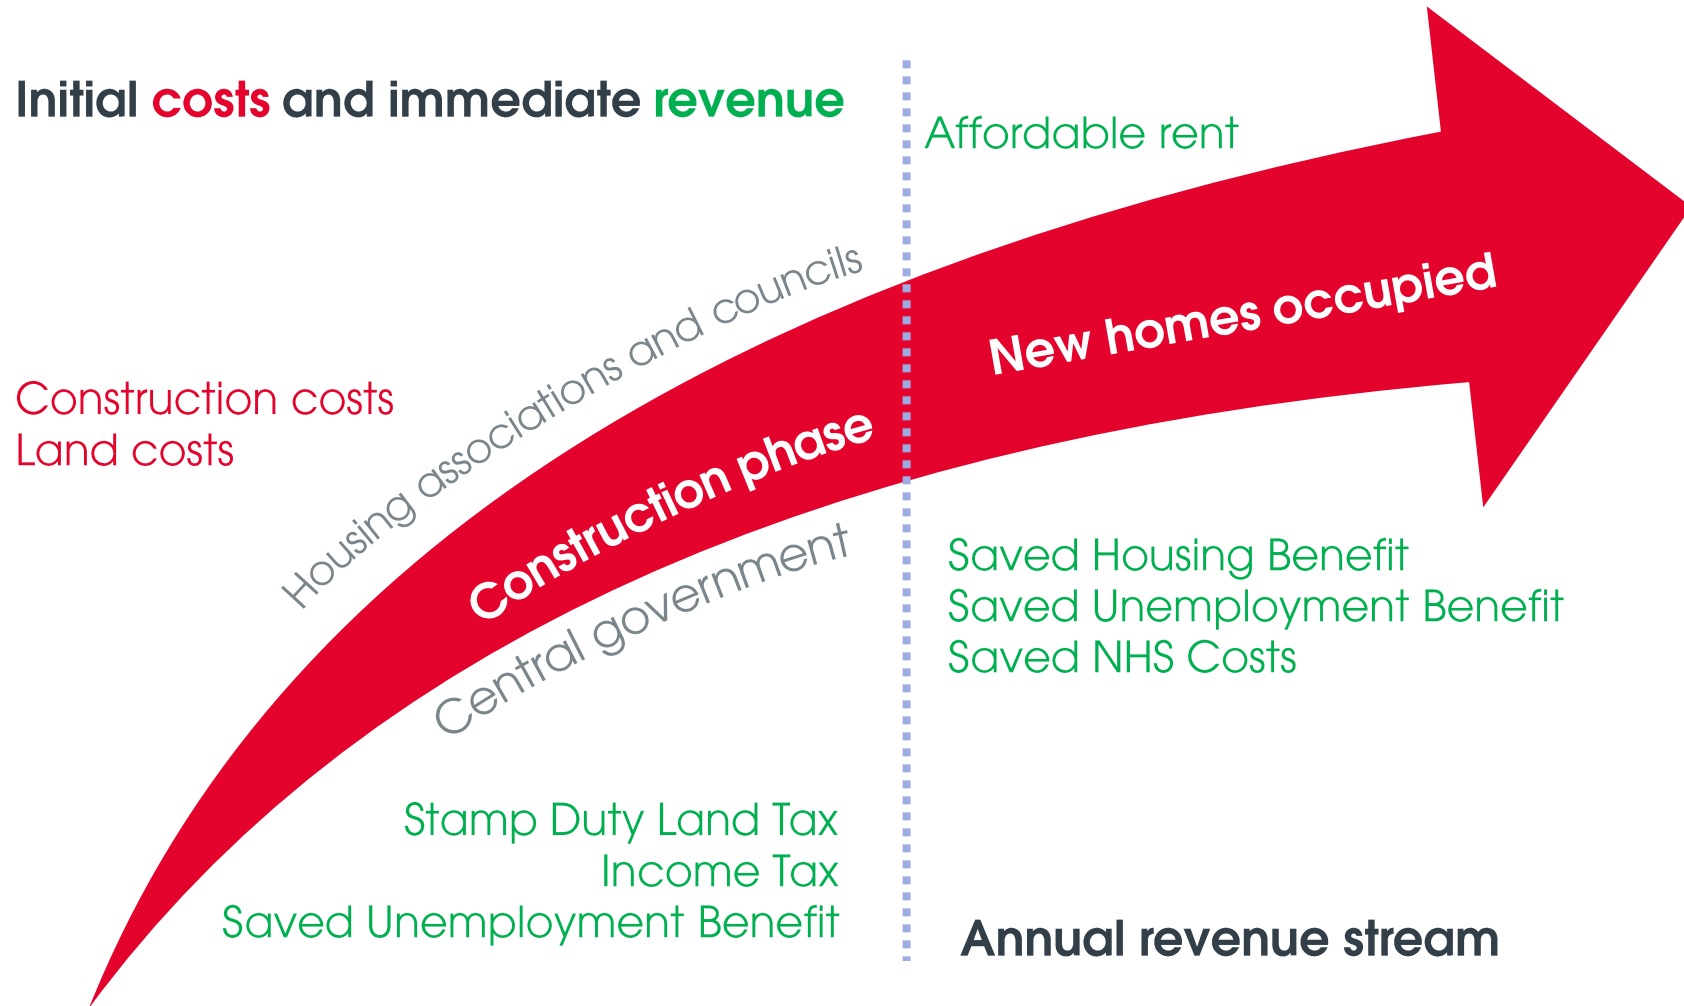 Initial costs and immediate revenue
Affordable rent
Housing associations and councils
New homes occupied
Construction costs
Land costs
Construction phase
Central government
Saved Housing Benefit
Saved Unemployment Benefit
Saved NHS Costs
Stamp Duty Land Tax
Income Tax
Saved Unemployment Benefit
Annual revenue stream